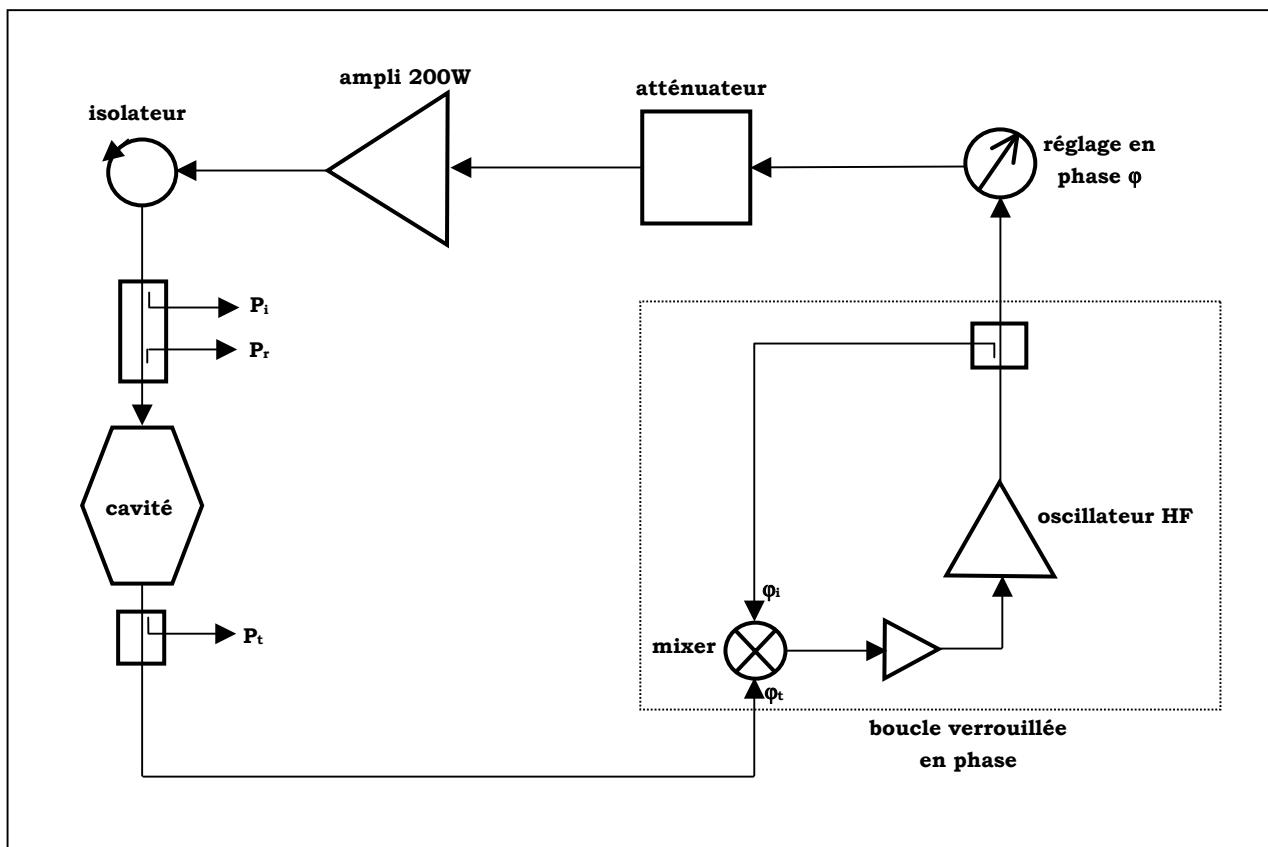 ampli 200W
atténuateur
isolateur
réglage en
phase φ
Pi
Pr
cavité
oscillateur HF
φi
mixer
Pt
φt
boucle verrouillée
en phase